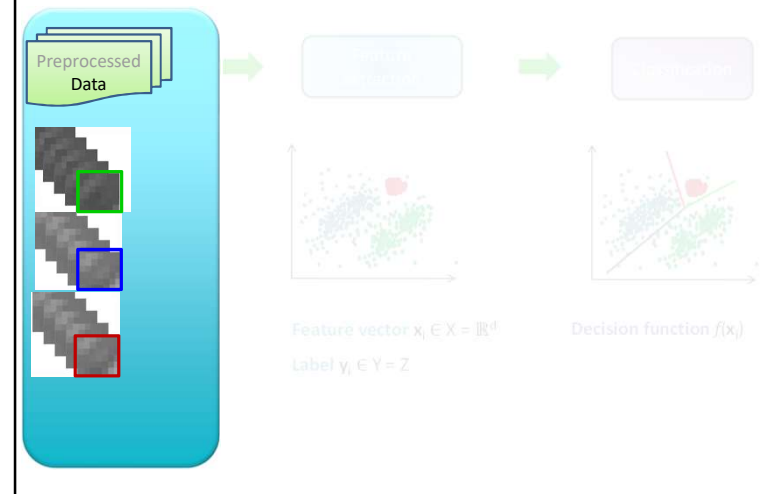 Preprocessed
Data
Feature vector xᵢ ∈ X = ℝᵈ
Decision function f(xᵢ)
Label yᵢ ∈ Y = Z